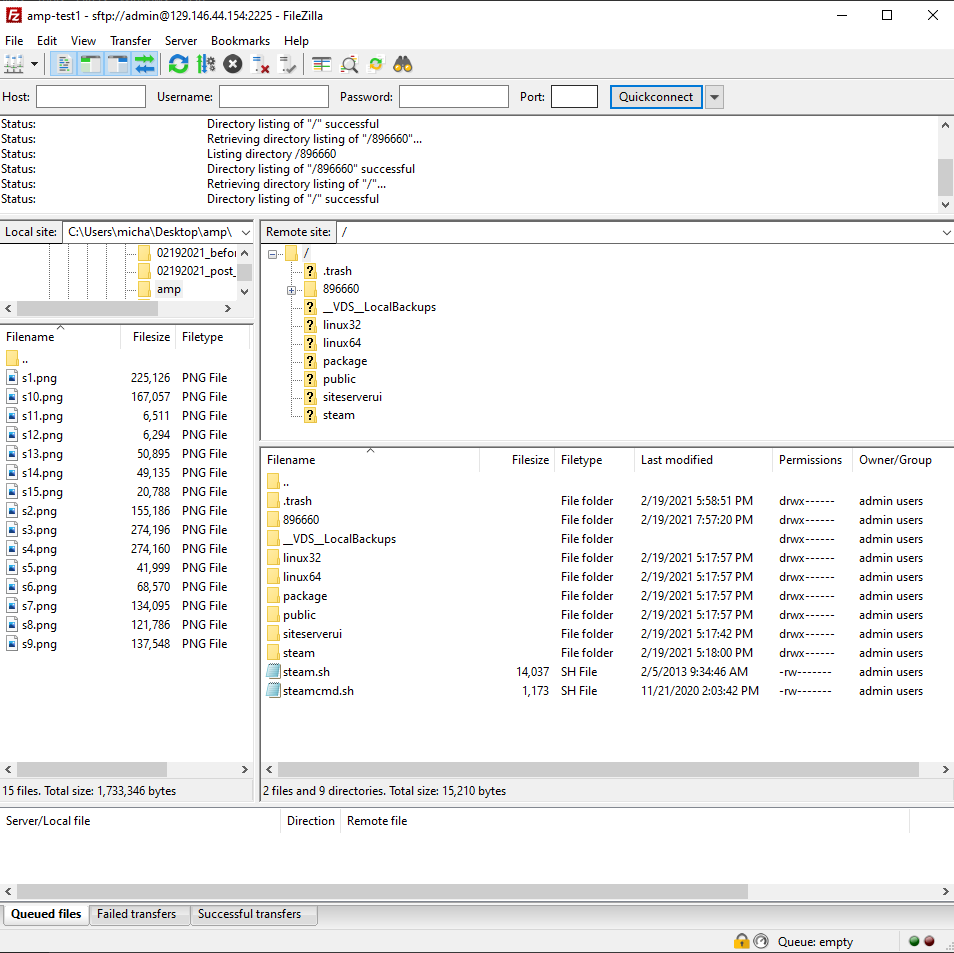 amp-test1 - sftp://admin@129.146.44.154:2225 - FileZilla
File Edit View Transfer Server Bookmarks Help
Host: Username: Password: Port: Quickconnect
Status: Directory listing of "/" successful
Status: Retrieving directory listing of "/896660"...
Status: Listing directory /896660
Status: Directory listing of "/896660" successful
Status: Retrieving directory listing of "/"...
Status: Directory listing of "/" successful
Local site: C:\Users\micha\Desktop\amp\
02192021_befor
02192021_post_
amp
Filename Filesize Filetype
..
s1.png 225,126 PNG File
s10.png 167,057 PNG File
s11.png 6,511 PNG File
s12.png 6,294 PNG File
s13.png 50,895 PNG File
s14.png 49,135 PNG File
s15.png 20,788 PNG File
s2.png 155,186 PNG File
s3.png 274,196 PNG File
s4.png 274,160 PNG File
s5.png 41,999 PNG File
s6.png 68,570 PNG File
s7.png 134,095 PNG File
s8.png 121,786 PNG File
s9.png 137,548 PNG File
15 files. Total size: 1,733,346 bytes
Remote site: /
/
? .trash
896660
? __VDS__LocalBackups
? linux32
? linux64
? package
? public
? siteserverui
? steam
Filename Filesize Filetype Last modified Permissions Owner/Group
..
.trash File folder 2/19/2021 5:58:51 PM drwx------ admin users
896660 File folder 2/19/2021 7:57:20 PM drwx------ admin users
__VDS__LocalBackups File folder drwx------ admin users
linux32 File folder 2/19/2021 5:17:57 PM drwx------ admin users
linux64 File folder 2/19/2021 5:17:57 PM drwx------ admin users
package File folder 2/19/2021 5:17:57 PM drwx------ admin users
public File folder 2/19/2021 5:17:57 PM drwx------ admin users
siteserverui File folder 2/19/2021 5:17:42 PM drwx------ admin users
steam File folder 2/19/2021 5:18:00 PM drwx------ admin users
steam.sh 14,037 SH File 2/5/2013 9:34:46 AM -rw------- admin users
steamcmd.sh 1,173 SH File 11/21/2020 2:03:42 PM -rw------- admin users
2 files and 9 directories. Total size: 15,210 bytes
Server/Local file Direction Remote file
Queued files Failed transfers Successful transfers
Queue: empty